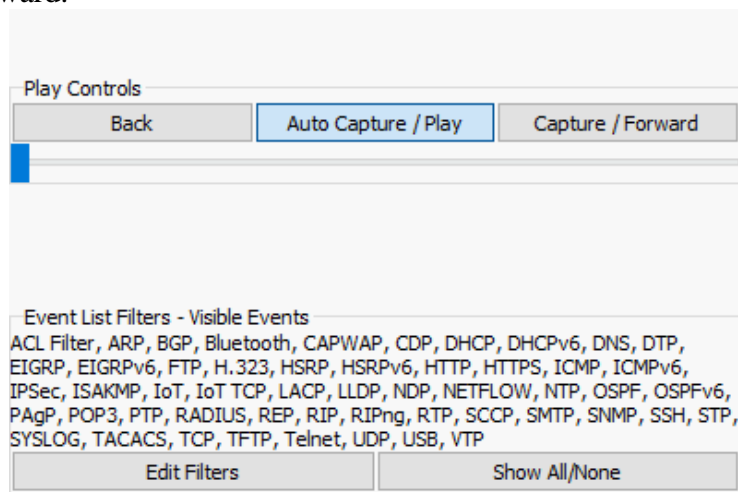 Play Controls
Back Auto Capture / Play Capture / Forward
Event List Filters - Visible Events
ACL Filter, ARP, BGP, Bluetooth, CAPWAP, CDP, DHCP, DHCPv6, DNS, DTP,
EIGRP, EIGRPv6, FTP, H.323, HSRP, HSRPv6, HTTP, HTTPS, ICMP, ICMPv6,
IPSec, ISAKMP, IoT, IoT TCP, LACP, LLDP, NDP, NETFLOW, NTP, OSPF, OSPFv6,
PAgP, POP3, PTP, RADIUS, REP, RIP, RIPng, RTP, SCCP, SMTP, SNMP, SSH, STP,
SYSLOG, TACACS, TCP, TFTP, Telnet, UDP, USB, VTP
Edit Filters Show All/None